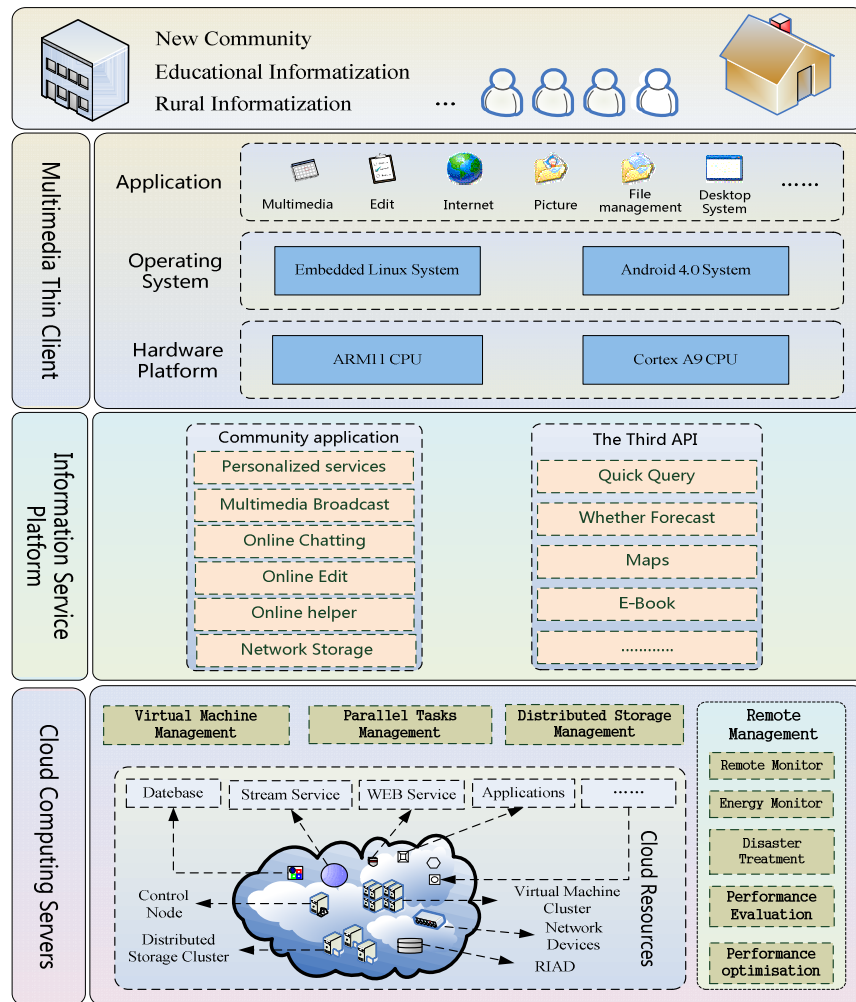 New Community
Educational Informatization
Rural Informatization ...
Multimedia Thin Client
Application
Multimedia
Edit
Internet
Picture
File
management
Desktop
System
......
Operating
System
Embedded Linux System
Android 4.0 System
Hardware
Platform
ARM11 CPU
Cortex A9 CPU
Information Service
Platform
Community application
Personalized services
Multimedia Broadcast
Online Chatting
Online Edit
Online helper
Network Storage
The Third API
Quick Query
Whether Forecast
Maps
E-Book
............
Cloud Computing Servers
Virtual Machine
Management
Parallel Tasks
Management
Distributed Storage
Management
Datebase
Stream Service
WEB Service
Applications
......
Cloud Resources
Control
Node
Distributed
Storage Cluster
Virtual Machine
Cluster
Network
Devices
RIAD
Remote
Management
Remote Monitor
Energy Monitor
Disaster
Treatment
Performance
Evaluation
Performance
optimisation